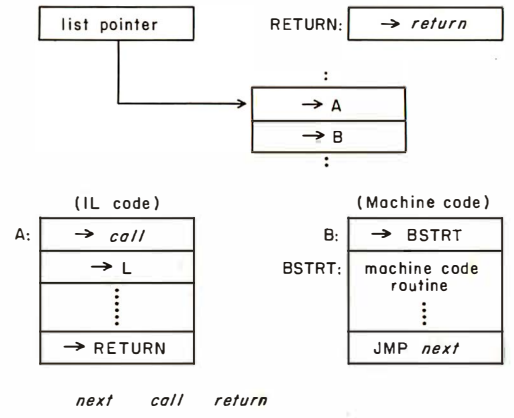 list pointer
RETURN: → return
→ A
→ B
(IL code)
A: → call
→ L
→ RETURN
(Machine code)
B: → BSTRT
BSTRT: machine code
routine
JMP next
next call return